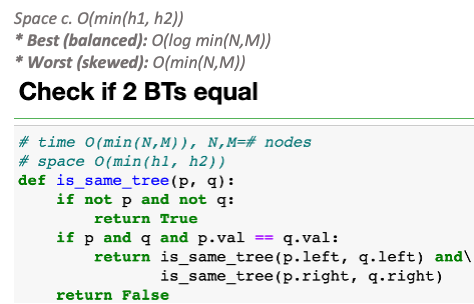 Space c. O(min(h1, h2))
* Best (balanced): O(log min(N,M))
* Worst (skewed): O(min(N,M))
Check if 2 BTs equal
# time O(min(N,M)), N,M=# nodes
# space O(min(h1, h2))
def is_same_tree(p, q):
    if not p and not q:
        return True
    if p and q and p.val == q.val:
        return is_same_tree(p.left, q.left) and\
               is_same_tree(p.right, q.right)
    return False